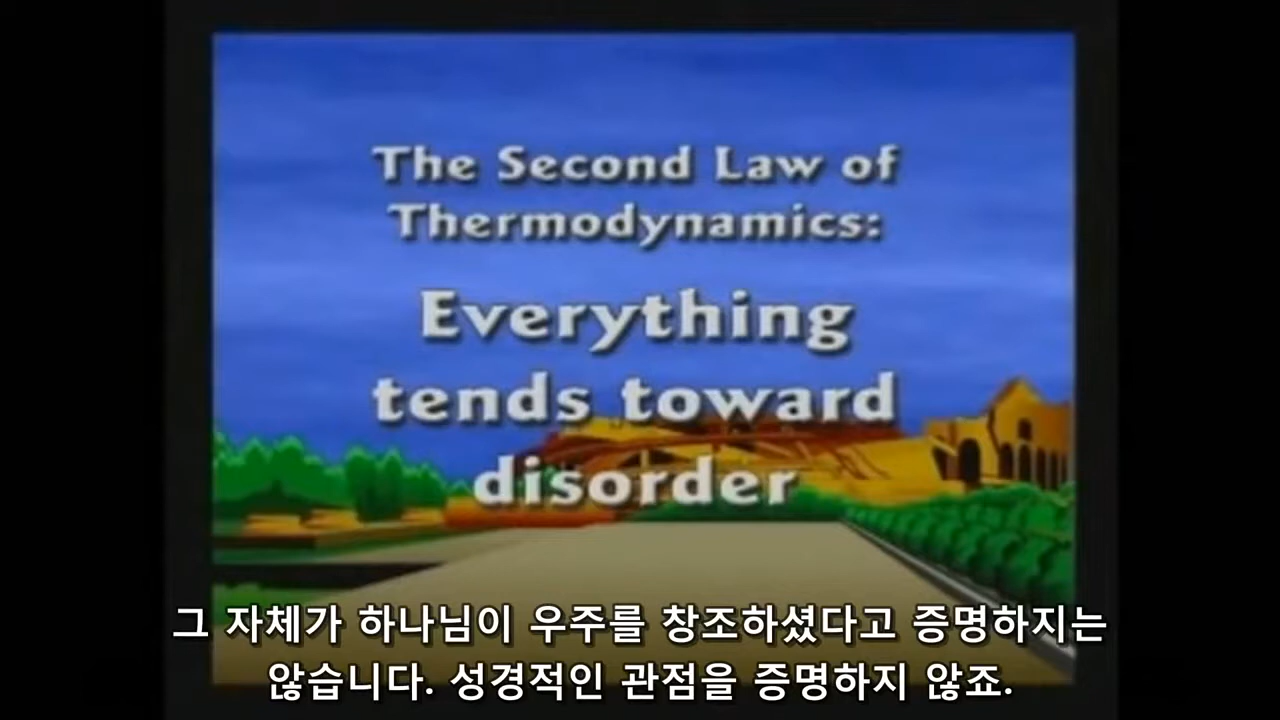 The Second Law of
Thermodynamics:
Everything
tends toward
disorder
그 자체가 하나님이 우주를 창조하셨다고 증명하지는
않습니다. 성경적인 관점을 증명하지 않죠.